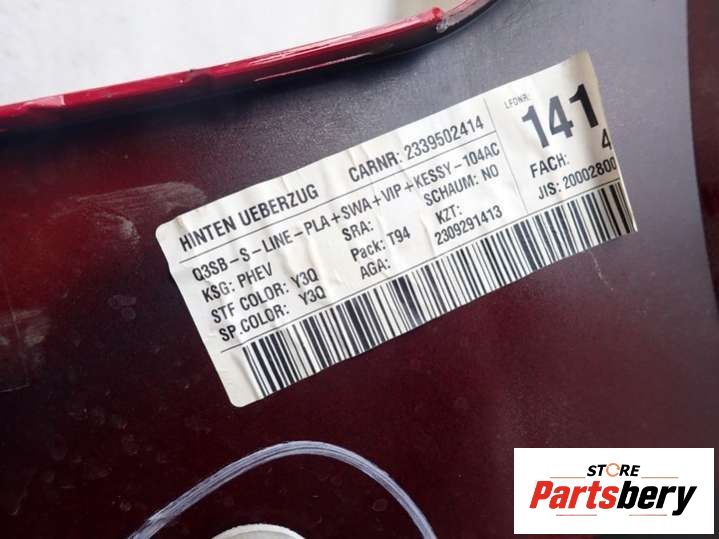 HINTEN UEBERZUG CARNR: 2339502414
Q3SB-S-LINE-PLA+SWA+VIP+KESSY-104AC
KSG: PHEV SRA: SCHAUM: NO
STF COLOR: Y3Q Pack: T94 KZT:
SP.COLOR: Y3Q AGA: 2309291413
LFDNR:
141
FACH: 4
JIS: 20002800
STORE
Partsbery